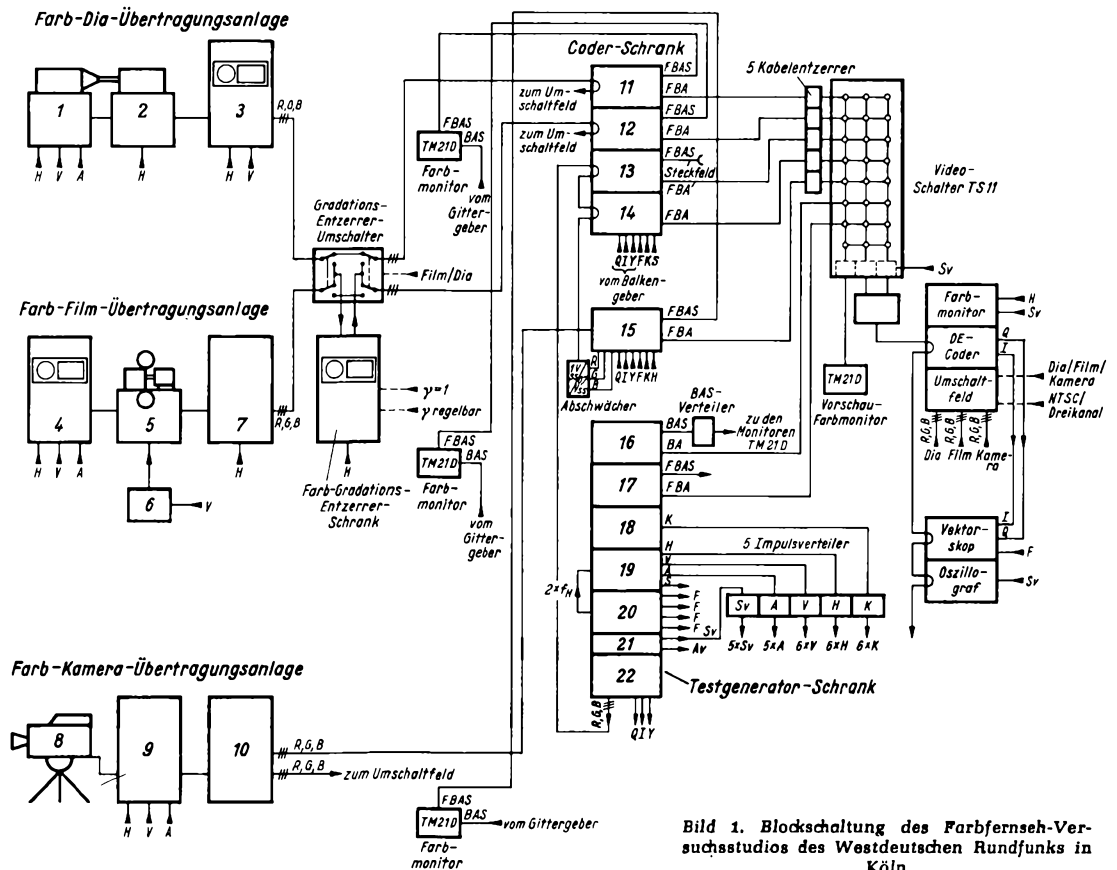 Farb-Dia-Übertragungsanlage
1
2
3
R,G,B
H
V
A
H
H
V
Farb-Film-Übertragungsanlage
4
5
7
R,G,B
H
V
A
H
6
V
Farb-Kamera-Übertragungsanlage
8
9
10
R,G,B
R,G,B
zum Umschaltfeld
H
V
A
Gradations-
Entzerrer-
Umschalter
Film/Dia
γ=1
γ regelbar
H
Farb-Gradations-
Entzerrer-
Schrank
FBAS
BAS
TM21D
Farb-
monitor
vom
Gitter-
geber
FBAS
BAS
TM21D
Farb-
monitor
vom
Gitter-
geber
FBAS
BAS
TM21D
vom Gittergeber
Farb-
monitor
Coder-Schrank
zum Um-
schaltfeld
zum Um-
schaltfeld
11
12
13
14
FBAS
FBA
FBAS
FBA
FBAS
Steckfeld
FBA
FBA
QIYFKS
vom Balken-
geber
15
FBAS
FBA
R
G
B
QIYFKH
Abschwächer
16
17
18
19
20
21
22
BAS
BA
FBAS
FBA
K
H
V
A
S
F
F
F
F
Sv
Av
2×fH
R,G,B
QIY
Testgenerator-Schrank
BAS-
Verteiler
zu den
Monitoren
TM21D
5 Impulsverteiler
Sv
A
V
H
K
5×Sv
5×A
6×V
6×H
6×K
5 Kabelentzerrer
Video-
Schalter TS11
Sv
TM21D
Vorschau-
Farbmonitor
Farb-
monitor
H
Sv
DE-
Coder
Q
I
Umschalt-
feld
Dia/Film/
Kamera
NTSC/
Dreikanal
R,G,B
R,G,B
R,G,B
Dia
Film
Kame-
ra
Vektor-
skop
I
Q
F
Oszillo-
graf
Sv
Bild 1. Blockschaltung des Farbfernseh-Ver-
suchsstudios des Westdeutschen Rundfunks in
Köln